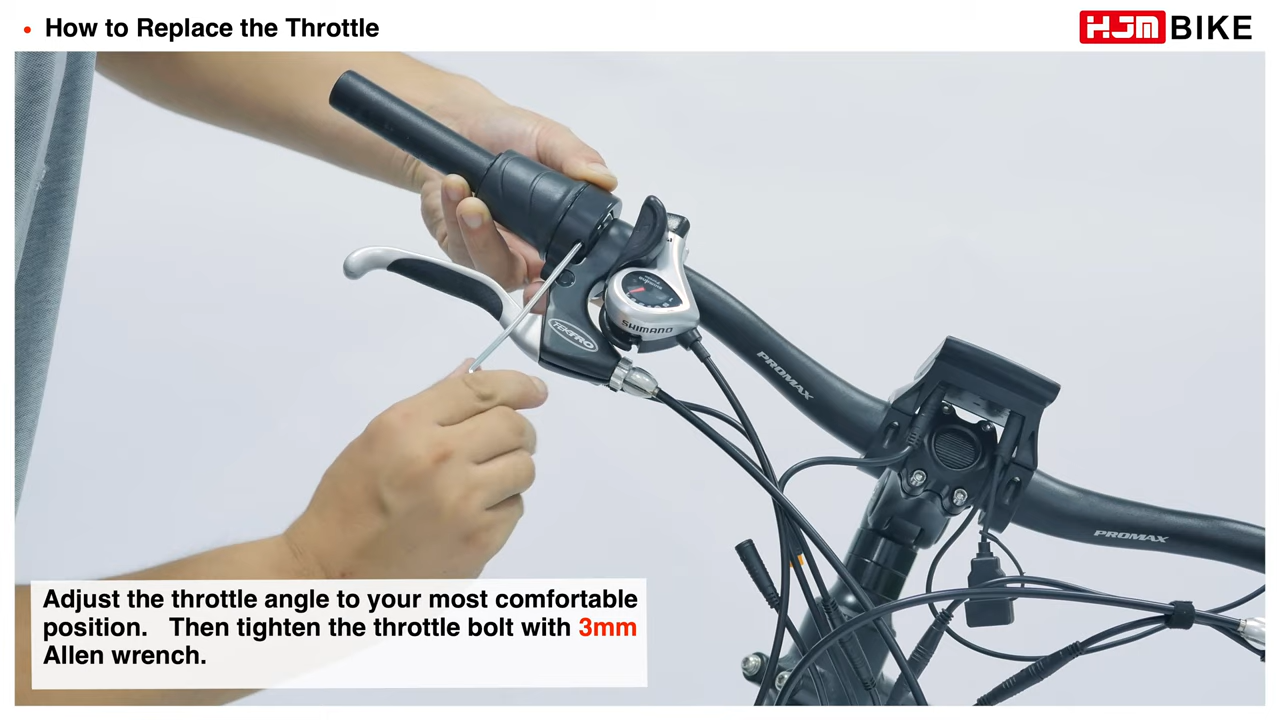 • How to Replace the Throttle
HJM BIKE
TEKTRO
SHIMANO
PROMAX
PROMAX
Adjust the throttle angle to your most comfortable
position. Then tighten the throttle bolt with 3mm
Allen wrench.